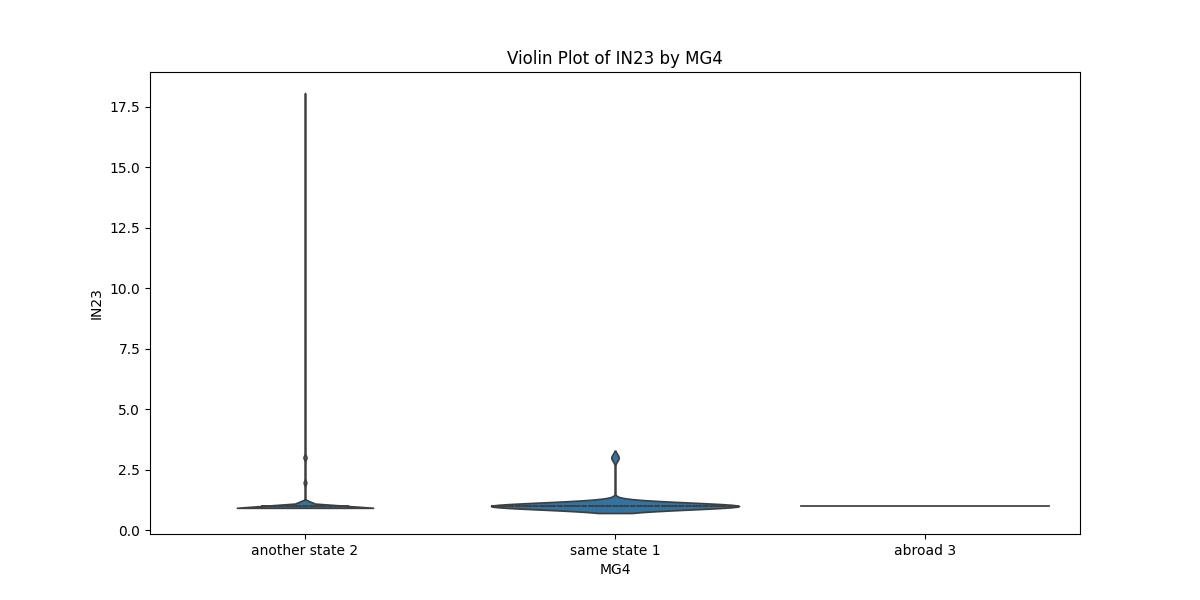 Violin Plot of IN23 by MG4
17.5
15.0
12.5
10.0
7.5
5.0
2.5
0.0
IN23
another state 2
same state 1
abroad 3
MG4